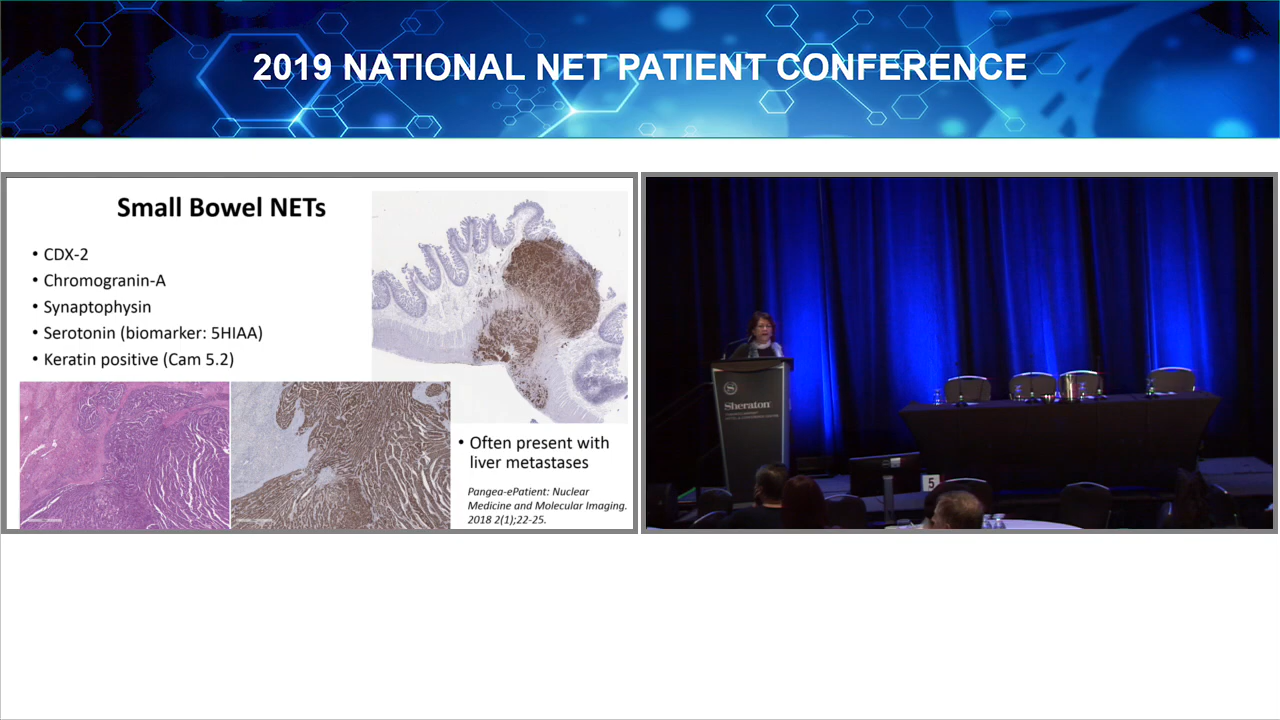 2019 NATIONAL NET PATIENT CONFERENCE
Small Bowel NETs
• CDX-2
• Chromogranin-A
• Synaptophysin
• Serotonin (biomarker: 5HIAA)
• Keratin positive (Cam 5.2)
• Often present with
liver metastases
Pangea-ePatient: Nuclear
Medicine and Molecular Imaging.
2018 2(1);22-25.
Sheraton
5